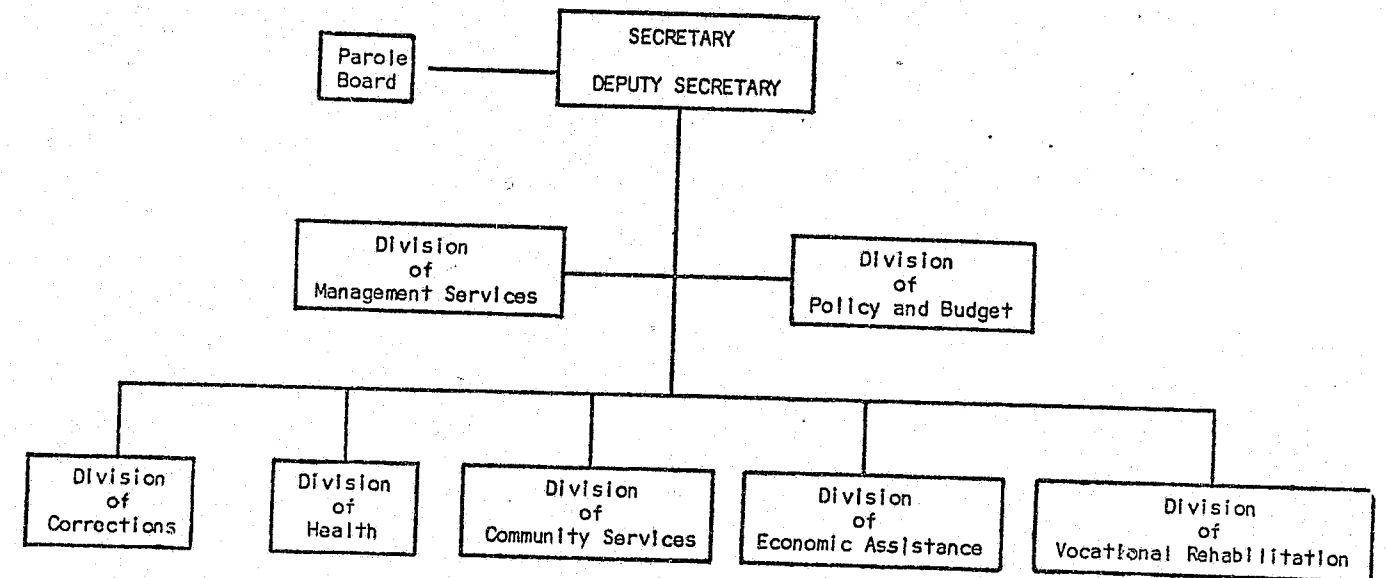 SECRETARY
DEPUTY SECRETARY
Parole
Board
Division
of
Management Services
Division
of
Policy and Budget
Division
of
Corrections
Division
of
Health
Division
of
Community Services
Division
of
Economic Assistance
Division
of
Vocational Rehabilitation